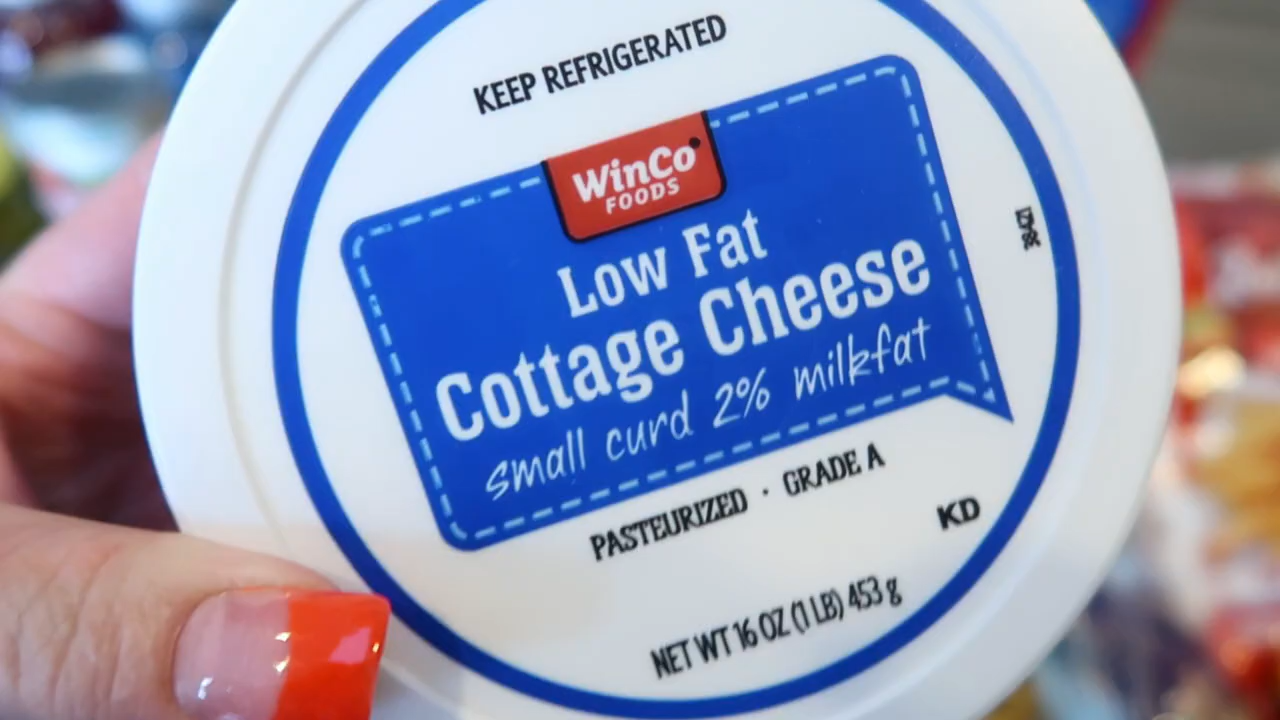 KEEP REFRIGERATED
WinCo
FOODS
Low Fat
Cottage Cheese
small curd 2% milkfat
PASTEURIZED · GRADE A
KD
NET WT 16 OZ (1 LB) 453 g